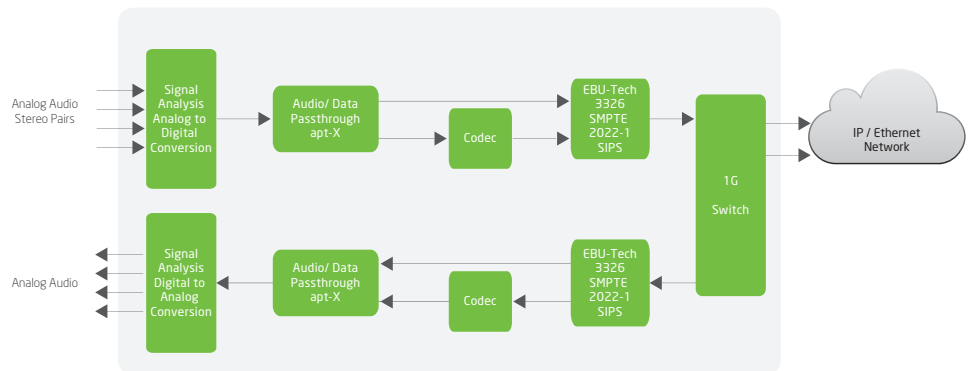 Analog Audio
Stereo Pairs
Signal
Analysis
Analog to
Digital
Conversion
Audio/ Data
Passthrough
apt-X
Codec
EBU-Tech
3326
SMPTE
2022-1
SIPS
1G
Switch
IP / Ethernet
Network
Analog Audio
Signal
Analysis
Digital to
Analog
Conversion
Audio/ Data
Passthrough
apt-X
Codec
EBU-Tech
3326
SMPTE
2022-1
SIPS